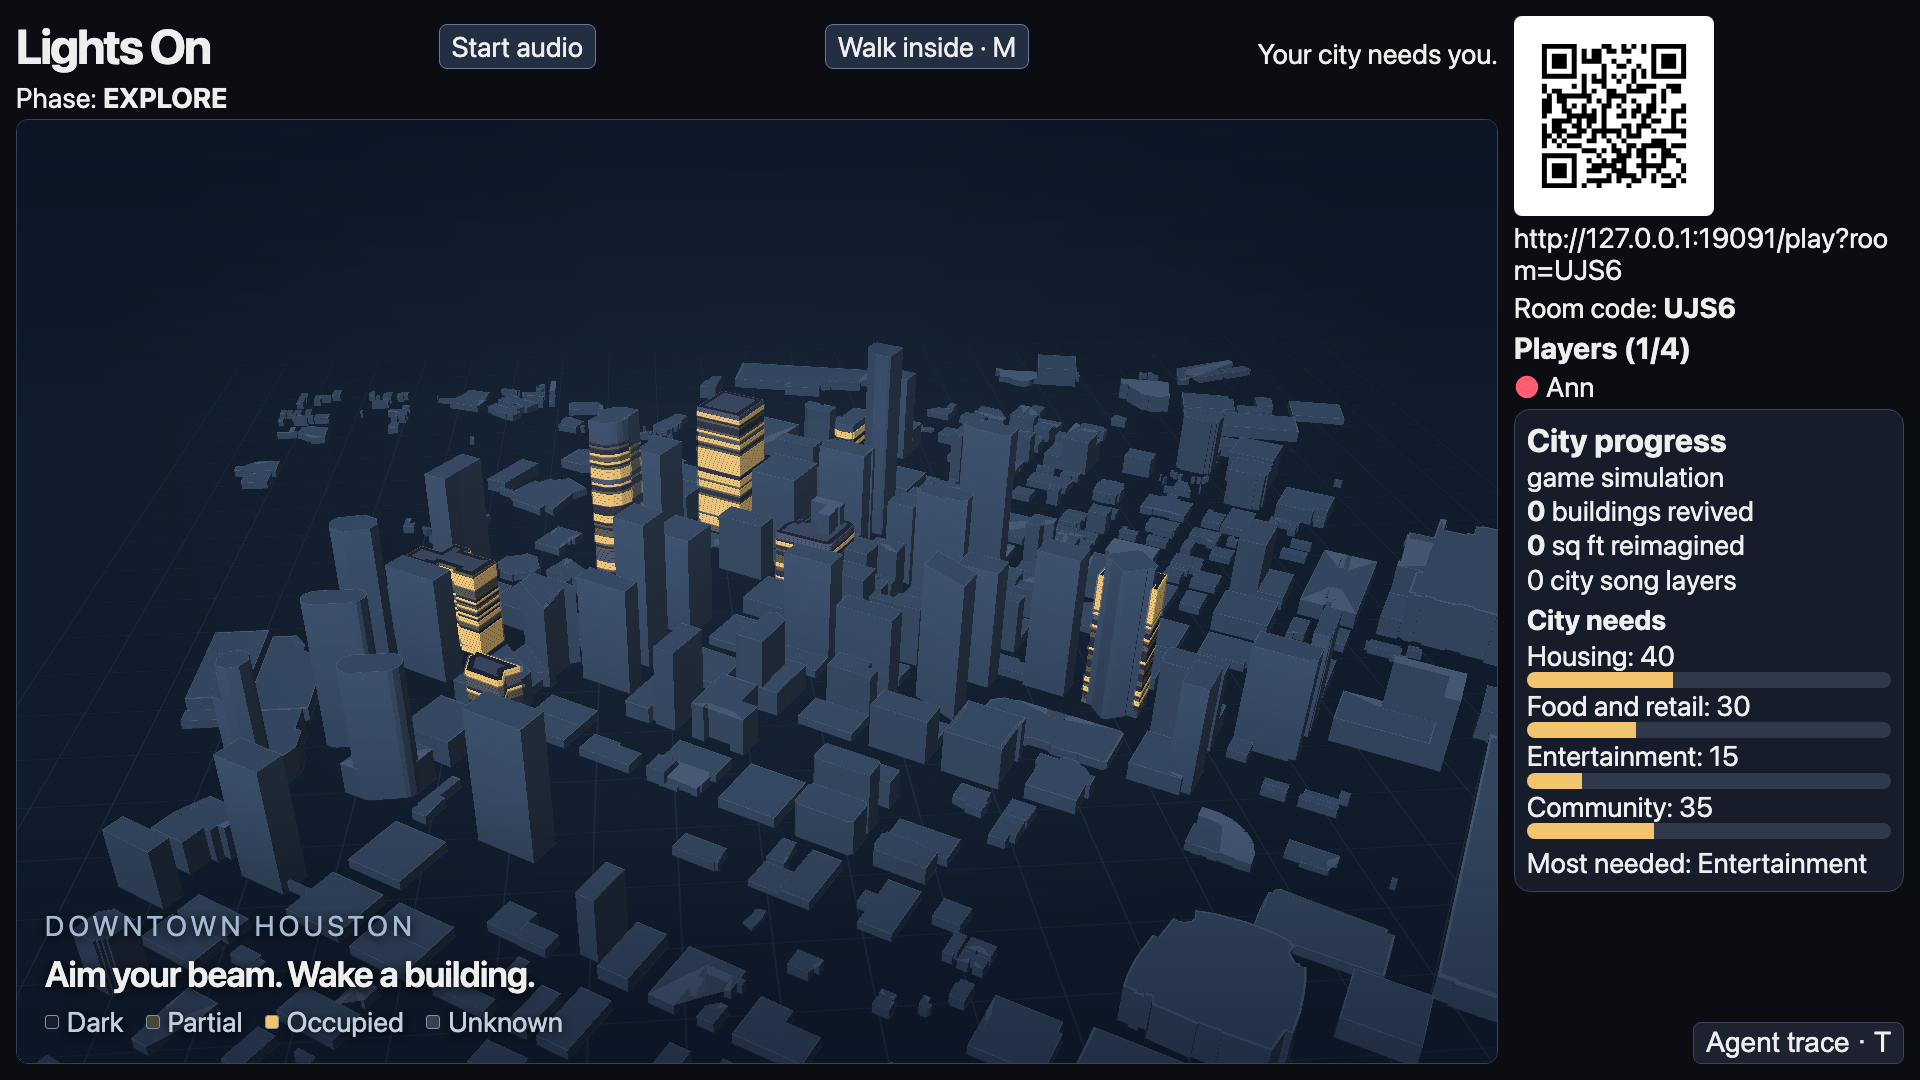 Lights On
Start audio
Walk inside · M
Your city needs you.
Phase: EXPLORE
http://127.0.0.1:19091/play?roo
m=UJS6
Room code: UJS6
Players (1/4)
Ann
City progress
game simulation
0 buildings revived
0 sq ft reimagined
0 city song layers
City needs
Housing: 40
Food and retail: 30
Entertainment: 15
Community: 35
Most needed: Entertainment
DOWNTOWN HOUSTON
Aim your beam. Wake a building.
Dark Partial Occupied Unknown
Agent trace · T